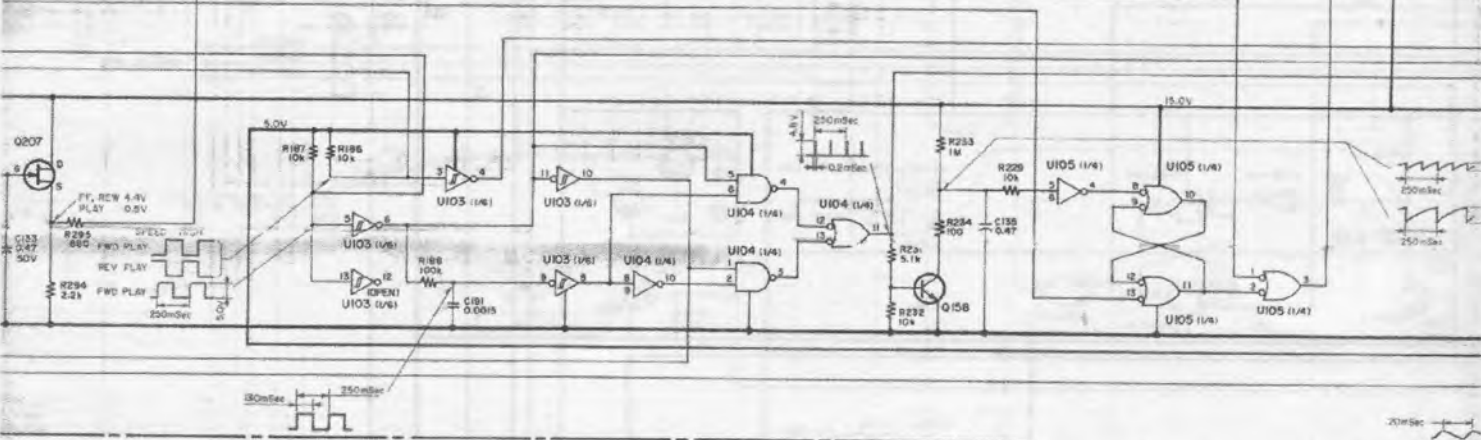 Q207
G
D
S
FF, REW 4.4V
PLAY 0.5V
R295
680
C133
0.47
50V
R294
2.2k
FWD PLAY
REV PLAY
FWD PLAY
250mSec
5.0V
5.0V
R187
10k
R186
10k
3
4
U103 (1/6)
5
6
U103 (1/6)
13
12
(OPEN)
U103 (1/6)
R188
100k
C191
0.0015
130mSec
250mSec
11
10
U103 (1/6)
U103 (1/6)
9
8
U104 (1/4)
8
9
10
5
6
4
U104 (1/4)
U104 (1/4)
1
2
3
4.8V
250mSec
0.2mSec
U104 (1/4)
12
13
11
5.1k
R232
10k
Q158
R233
1M
R234
100
R229
10k
C135
0.47
U105 (1/4)
5
6
4
15.0V
U105 (1/4)
8
9
10
12
13
11
U105 (1/4)
1
2
3
U105 (1/4)
250mSec
250mSec
20mSec